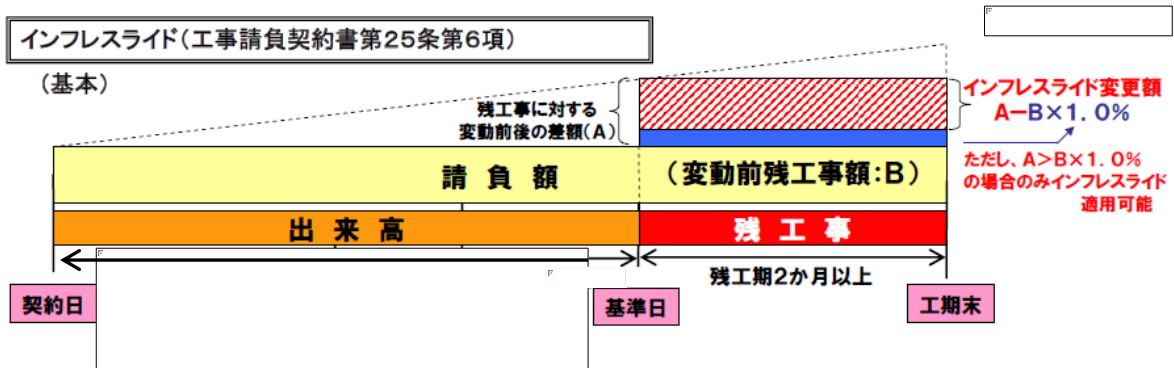 インフレスライド(工事請負契約書第25条第6項)
(基本)
残工事に対する
変動前後の差額(A)
インフレスライド変更額
A-B×1.0%
ただし、A>B×1.0%
の場合のみインフレスライド
適用可能
請負額
(変動前残工事額:B)
出来高
残工事
残工期2か月以上
契約日
基準日
工期末